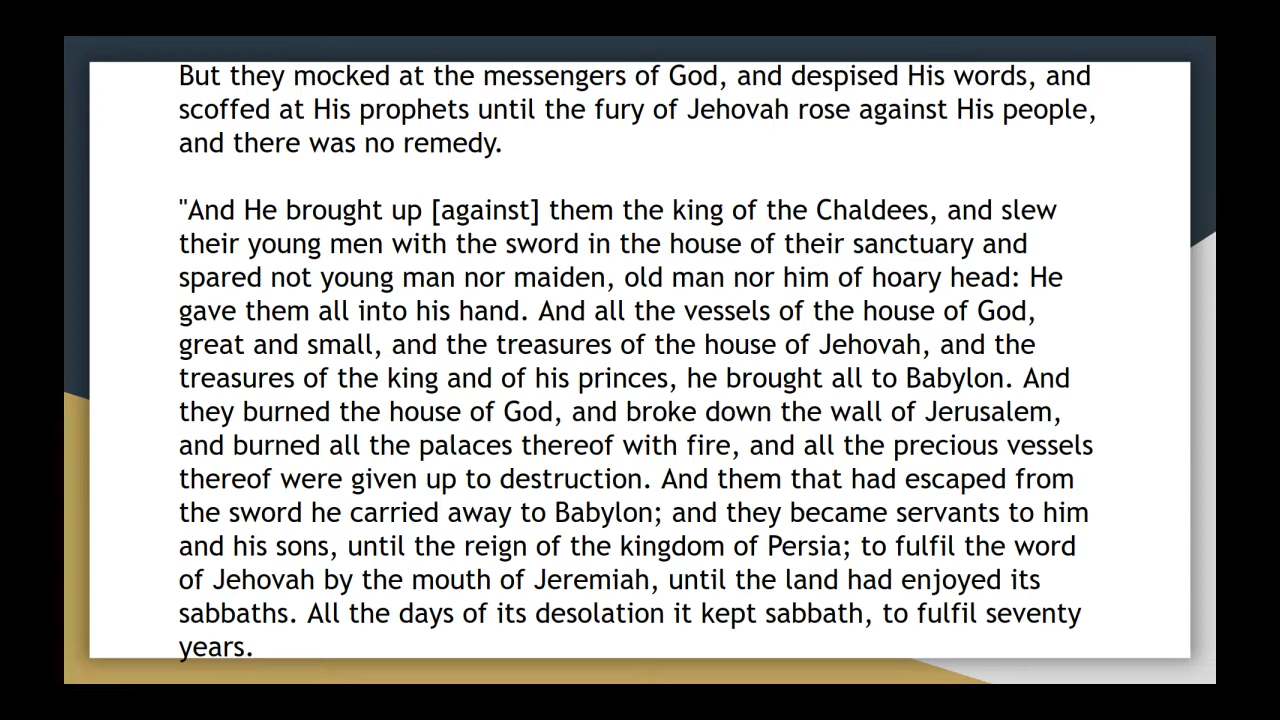 But they mocked at the messengers of God, and despised His words, and
scoffed at His prophets until the fury of Jehovah rose against His people,
and there was no remedy.
"And He brought up [against] them the king of the Chaldees, and slew
their young men with the sword in the house of their sanctuary and
spared not young man nor maiden, old man nor him of hoary head: He
gave them all into his hand. And all the vessels of the house of God,
great and small, and the treasures of the house of Jehovah, and the
treasures of the king and of his princes, he brought all to Babylon. And
they burned the house of God, and broke down the wall of Jerusalem,
and burned all the palaces thereof with fire, and all the precious vessels
thereof were given up to destruction. And them that had escaped from
the sword he carried away to Babylon; and they became servants to him
and his sons, until the reign of the kingdom of Persia; to fulfil the word
of Jehovah by the mouth of Jeremiah, until the land had enjoyed its
sabbaths. All the days of its desolation it kept sabbath, to fulfil seventy
years.